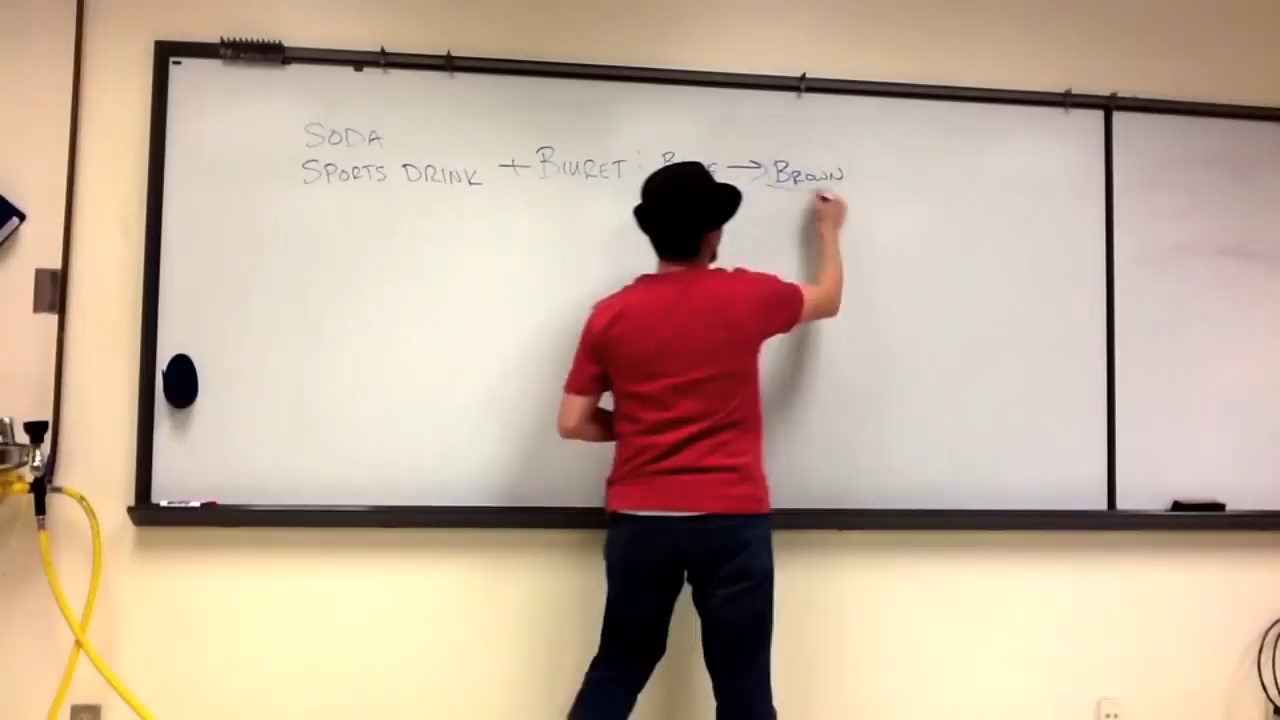 SODA
SPORTS DRINK + BIURET: → BROWN